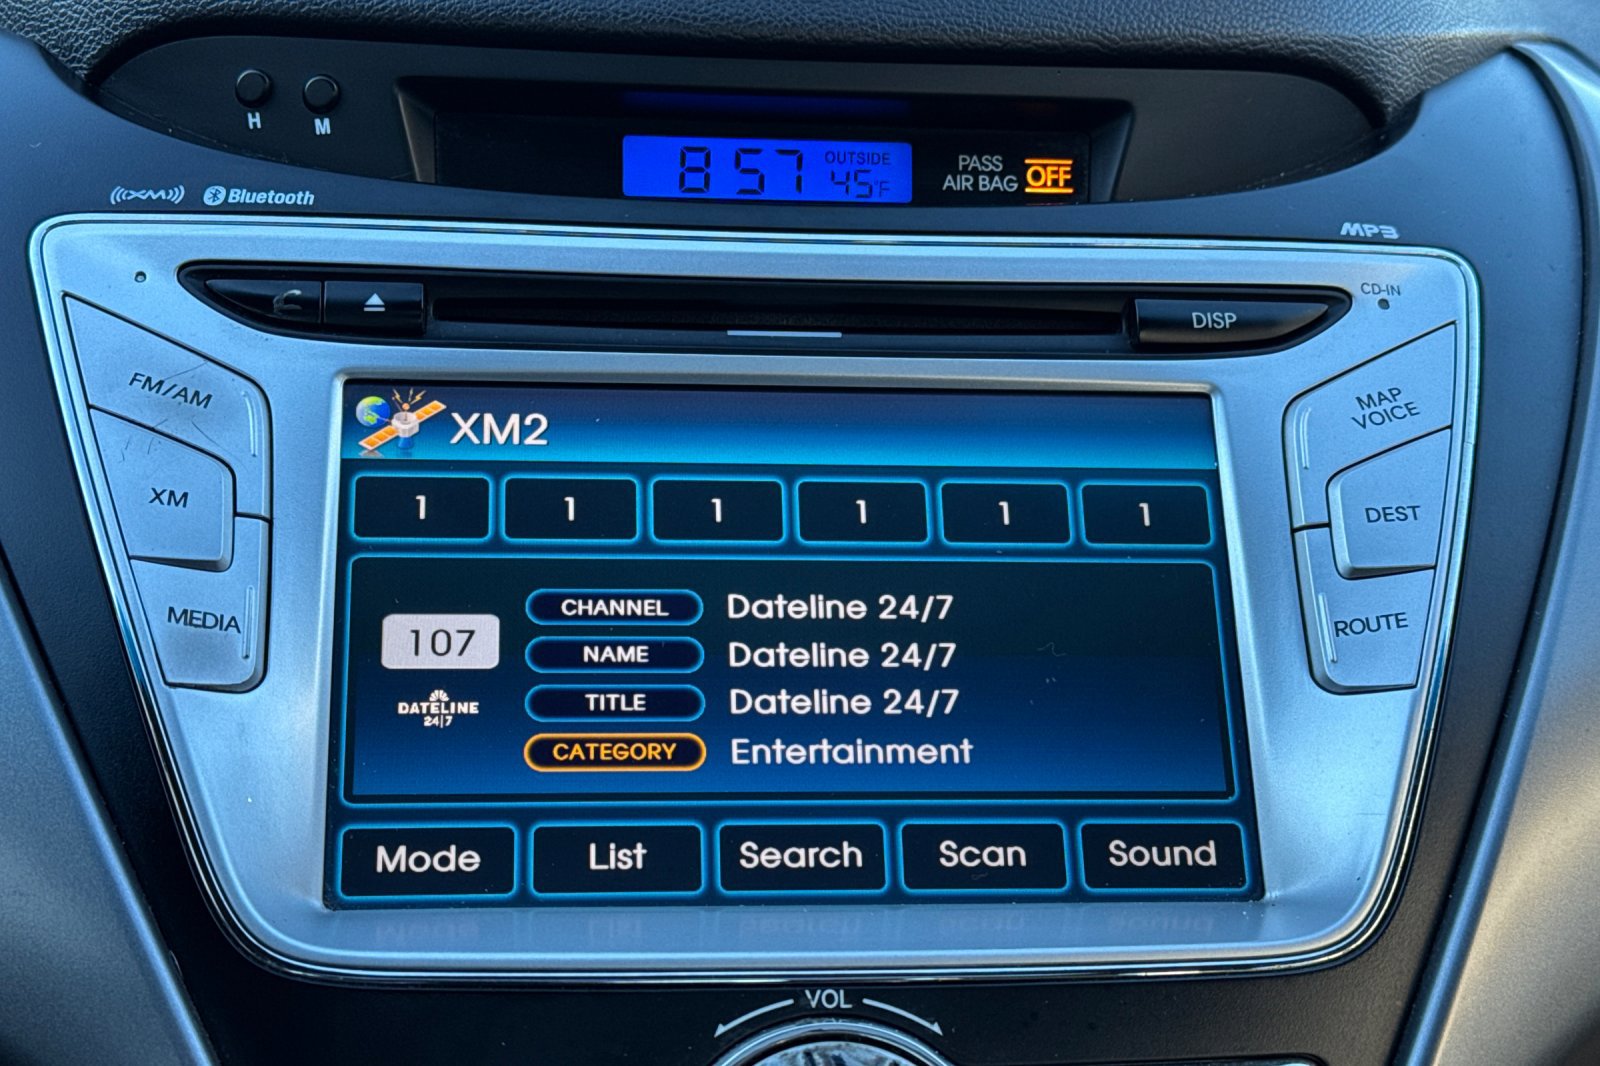 H M
8 57 OUTSIDE 45°F
PASS AIR BAG OFF
((XM)) Bluetooth
MP3
CD-IN
DISP
FM/AM
XM
MEDIA
MAP VOICE
DEST
ROUTE
XM2
1 1 1 1 1 1
107
DATELINE
24|7
CHANNEL Dateline 24/7
NAME Dateline 24/7
TITLE Dateline 24/7
CATEGORY Entertainment
Mode List Search Scan Sound
VOL